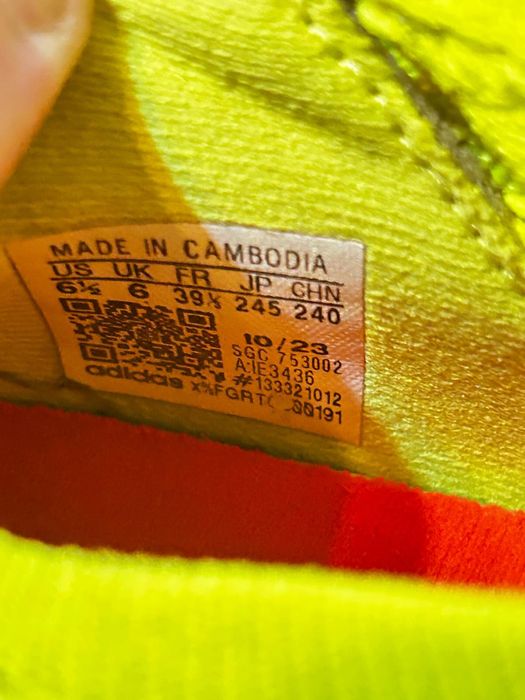 MADE IN CAMBODIA
US UK FR JP CHN
6½ 6 39⅓ 245 240
10/23
SGC 753002
A:IE3436
#133321012
adidas